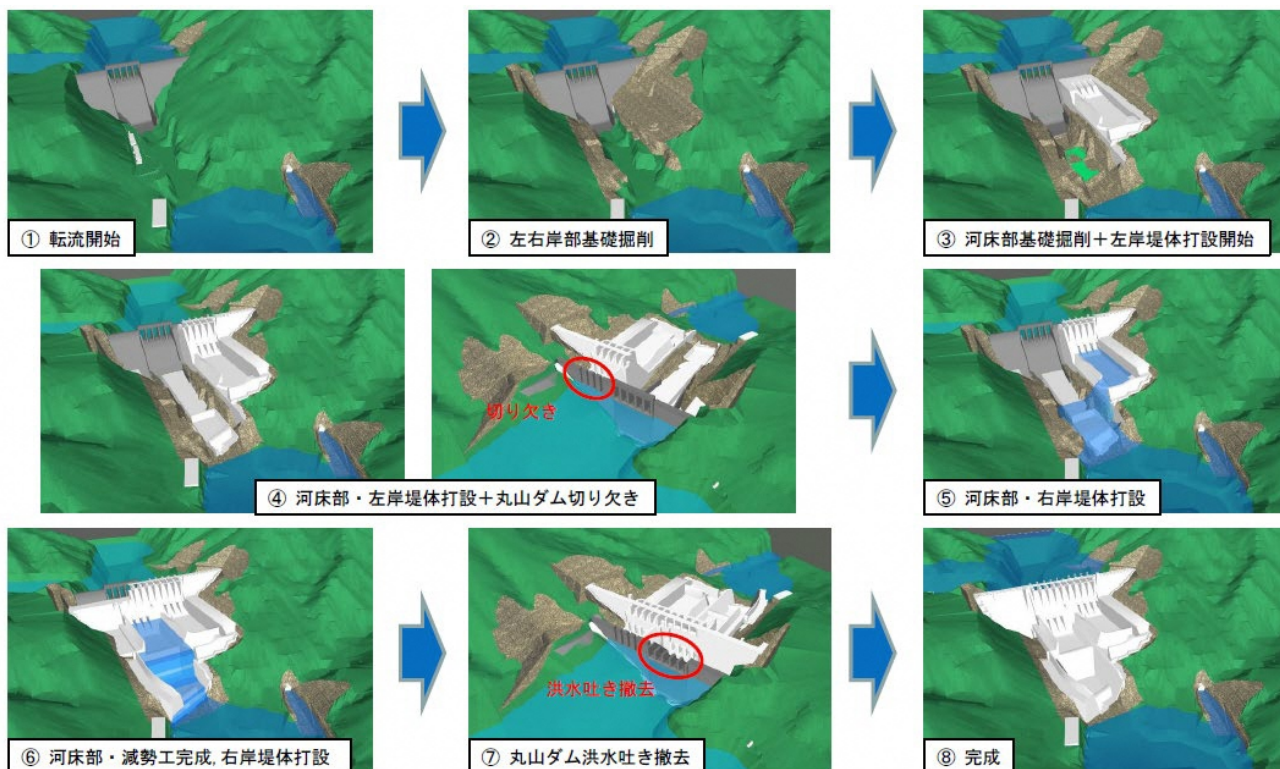 ① 転流開始
② 左右岸部基礎掘削
③ 河床部基礎掘削＋左岸堤体打設開始
切り欠き
④ 河床部・左岸堤体打設＋丸山ダム切り欠き
⑤ 河床部・右岸堤体打設
⑥ 河床部・減勢工完成, 右岸堤体打設
洪水吐き撤去
⑦ 丸山ダム洪水吐き撤去
⑧ 完成